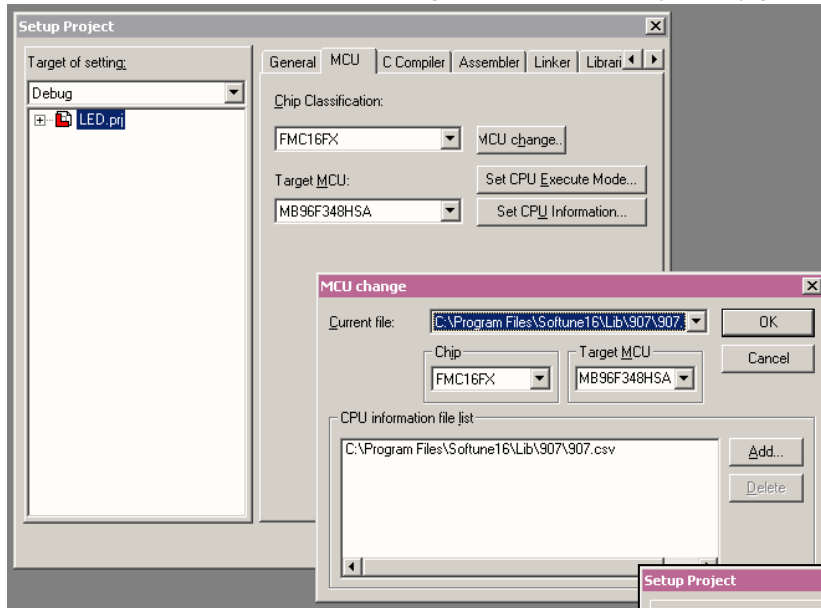 Setup Project
Target of setting:
Debug
LED.prj
General MCU C Compiler Assembler Linker Librari
Chip Classification:
FMC16FX
MCU change..
Target MCU:
Set CPU Execute Mode...
MB96F348HSA
Set CPU Information...
MCU change
Current file:
C:\Program Files\Softune16\Lib\907\907.
OK
Chip
Target MCU
Cancel
FMC16FX
MB96F348HSA
CPU information file list
C:\Program Files\Softune16\Lib\907\907.csv
Add...
Delete
Setup Project